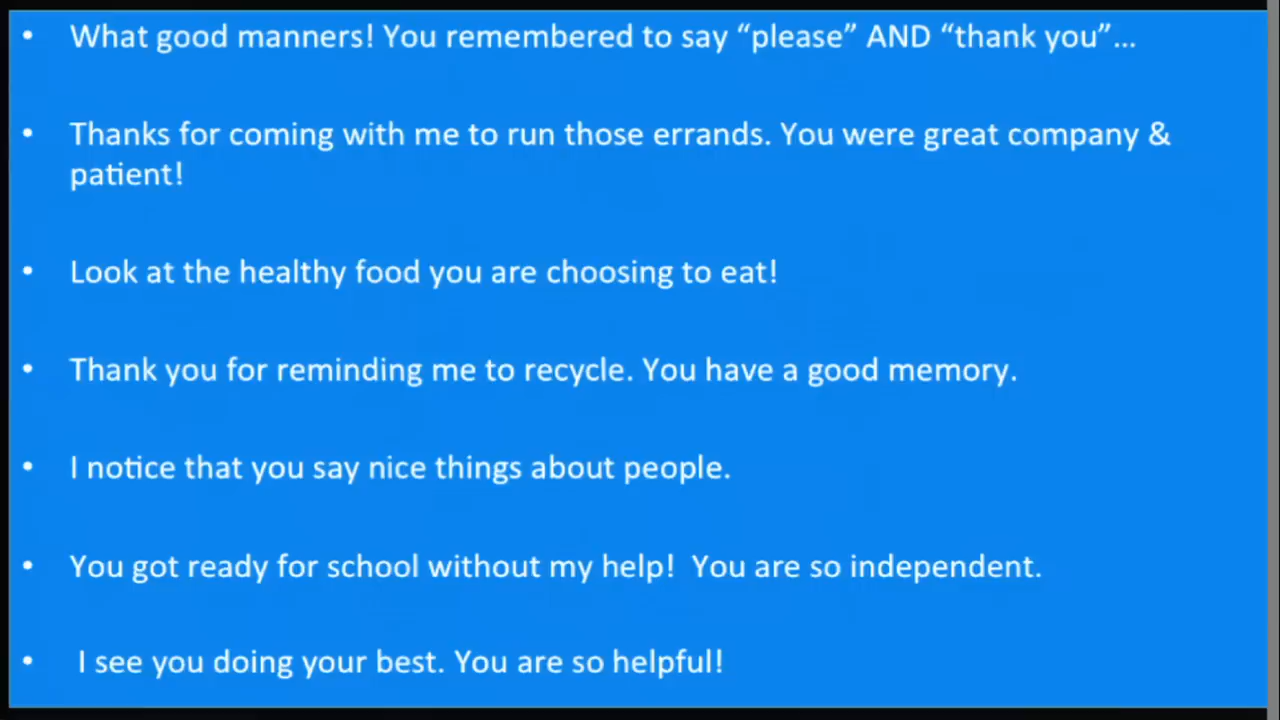 • What good manners! You remembered to say “please” AND “thank you”...
• Thanks for coming with me to run those errands. You were great company &
patient!
• Look at the healthy food you are choosing to eat!
• Thank you for reminding me to recycle. You have a good memory.
• I notice that you say nice things about people.
• You got ready for school without my help!  You are so independent.
• I see you doing your best. You are so helpful!